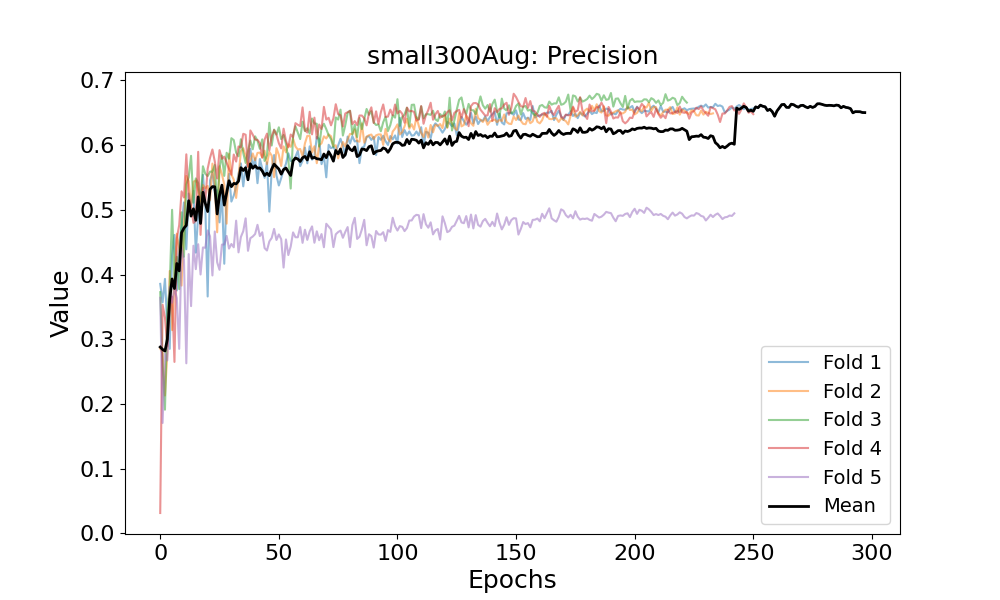 small300Aug: Precision
Value
0.7
0.6
0.5
0.4
0.3
0.2
0.1
0.0
0 50 100 150 200 250 300
Epochs
Fold 1
Fold 2
Fold 3
Fold 4
Fold 5
Mean